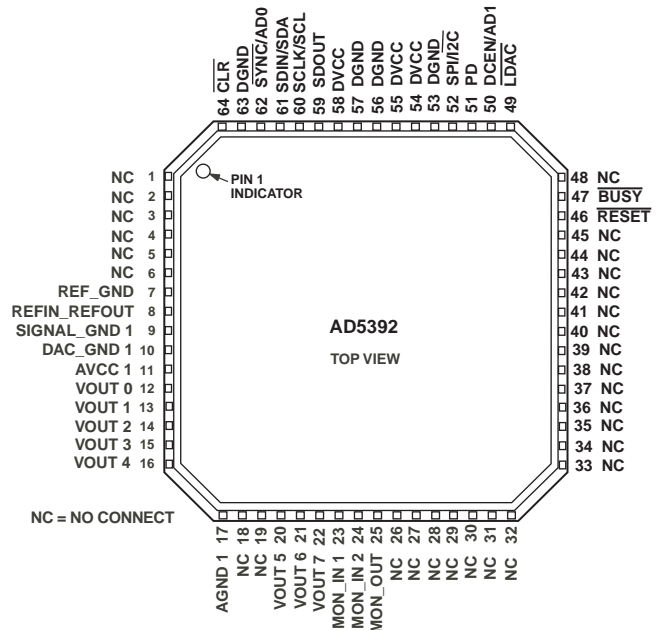 64 CLR
63 DGND
62 SYNC/AD0
61 SDIN/SDA
60 SCLK/SCL
59 SDOUT
58 DVCC
57 DGND
56 DGND
55 DVCC
54 DVCC
53 DGND
52 SPI/I2C
51 PD
50 DCEN/AD1
49 LDAC
PIN 1
INDICATOR
NC 1
NC 2
NC 3
NC 4
NC 5
NC 6
REF_GND 7
REFIN_REFOUT 8
SIGNAL_GND 1 9
DAC_GND 1 10
AVCC 1 11
VOUT 0 12
VOUT 1 13
VOUT 2 14
VOUT 3 15
VOUT 4 16
AD5392
TOP VIEW
48 NC
47 BUSY
46 RESET
45 NC
44 NC
43 NC
42 NC
41 NC
40 NC
39 NC
38 NC
37 NC
36 NC
35 NC
34 NC
33 NC
NC = NO CONNECT
AGND 1 17
NC 18
NC 19
VOUT 5 20
VOUT 6 21
VOUT 7 22
MON_IN 1 23
MON_IN 2 24
MON_OUT 25
NC 26
NC 27
NC 28
NC 29
NC 30
NC 31
NC 32